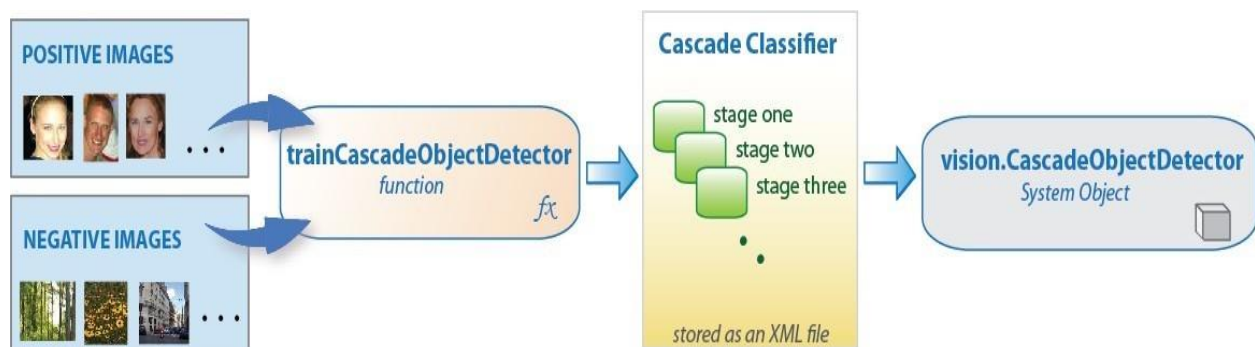 POSITIVE IMAGES
...
NEGATIVE IMAGES
...
trainCascadeObjectDetector
function
fx
Cascade Classifier
stage one
stage two
stage three
stored as an XML file
vision.CascadeObjectDetector
System Object